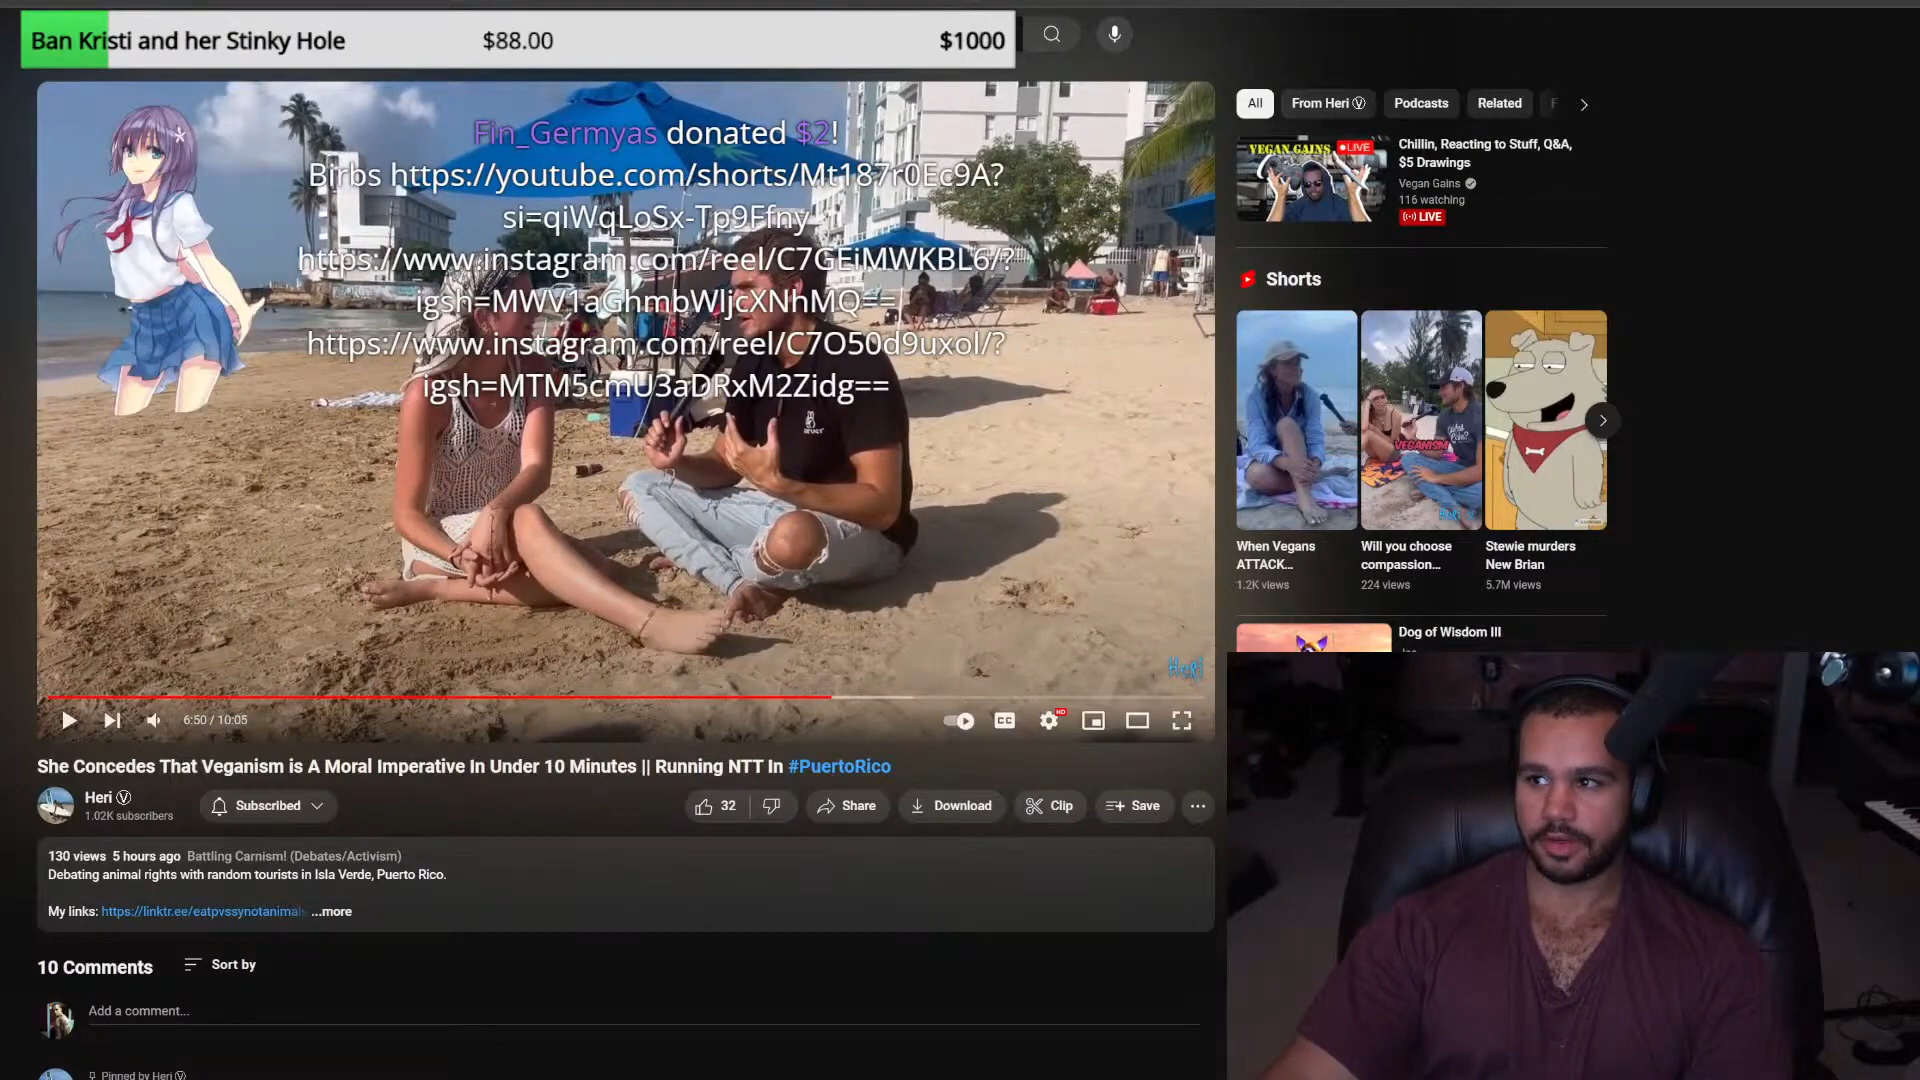 Ban Kristi and her Stinky Hole $88.00 $1000
Fin_Germyas donated $2!
Birbs https://youtube.com/shorts/Mt187r0Ec9A?
si=qiWqLoSx-Tp9Ffny
https://www.instagram.com/reel/C7GEiMWKBL6/?
igsh=MWV1aGhmbWljcXNhMQ==
https://www.instagram.com/reel/C7O50d9uxol/?
igsh=MTM5cmU3aDRxM2Zidg==
Heri
6:50 / 10:05
CC
HD
She Concedes That Veganism is A Moral Imperative In Under 10 Minutes || Running NTT In #PuertoRico
Heri Ⓥ
1.02K subscribers
Subscribed
32
Share
Download
Clip
Save
130 views 5 hours ago Battling Carnism! (Debates/Activism)
Debating animal rights with random tourists in Isla Verde, Puerto Rico.
My links: https://linktr.ee/eatpvssynotanimals ...more
10 Comments
Sort by
Add a comment...
Pinned by Heri Ⓥ
All
From Heri Ⓥ
Podcasts
Related
F
VEGAN GAINS LIVE
Chillin, Reacting to Stuff, Q&A,
$5 Drawings
Vegan Gains
116 watching
LIVE
Shorts
VEGANISM
Heri
When Vegans
ATTACK...
1.2K views
Will you choose
compassion...
224 views
Stewie murders
New Brian
5.7M views
Dog of Wisdom III